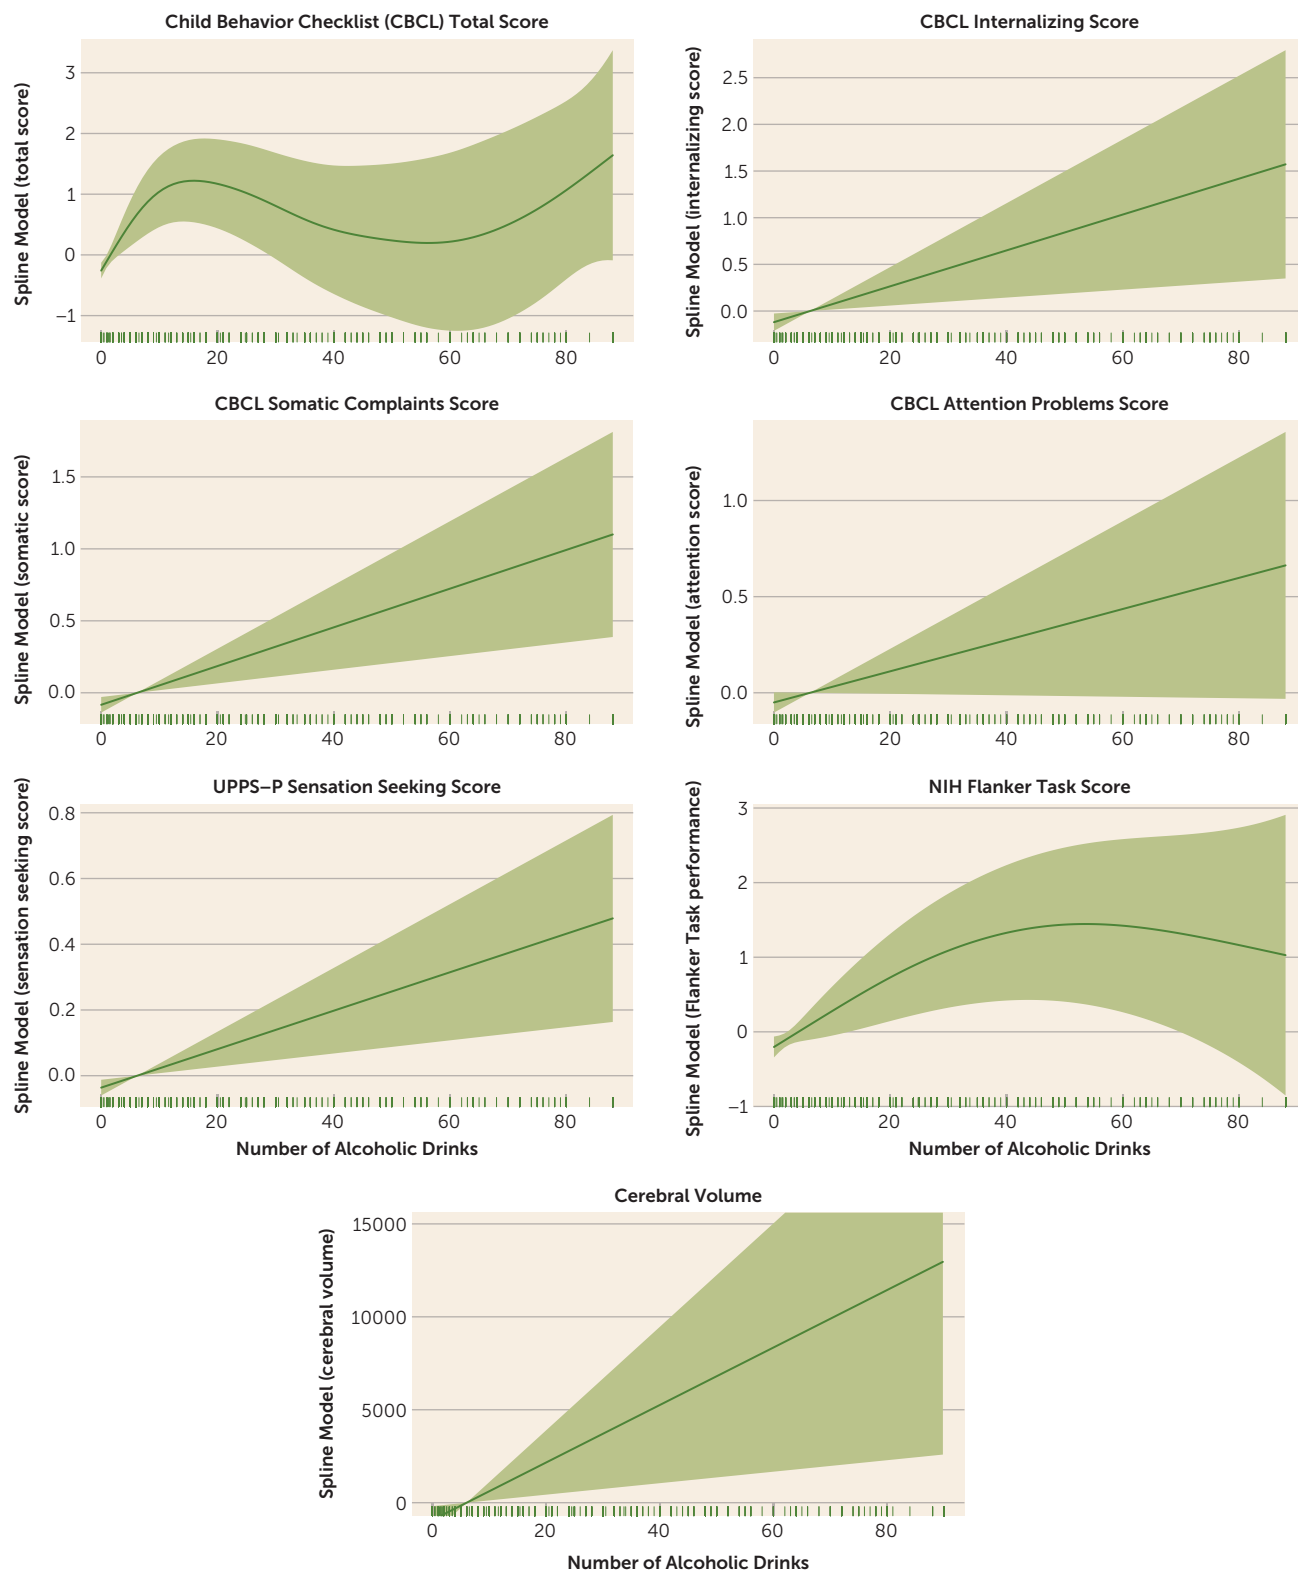 Child Behavior Checklist (CBCL) Total Score
Spline Model (total score)
3
2
1
0
−1
0 20 40 60 80
CBCL Internalizing Score
Spline Model (internalizing score)
2.5
2.0
1.5
1.0
0.5
0.0
0 20 40 60 80
CBCL Somatic Complaints Score
Spline Model (somatic score)
1.5
1.0
0.5
0.0
0 20 40 60 80
CBCL Attention Problems Score
Spline Model (attention score)
1.0
0.5
0.0
0 20 40 60 80
UPPS–P Sensation Seeking Score
Spline Model (sensation seeking score)
0.8
0.6
0.4
0.2
0.0
0 20 40 60 80
Number of Alcoholic Drinks
NIH Flanker Task Score
Spline Model (Flanker Task performance)
3
2
1
0
−1
0 20 40 60 80
Number of Alcoholic Drinks
Cerebral Volume
Spline Model (cerebral volume)
15000
10000
5000
0
0 20 40 60 80
Number of Alcoholic Drinks